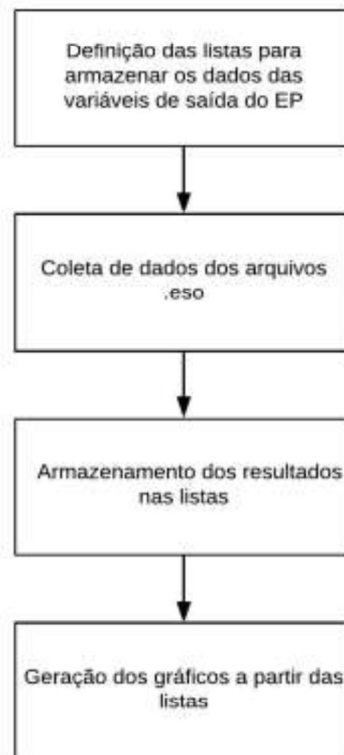 Definição das listas para
armazenar os dados das
variáveis de saída do EP
Coleta de dados dos arquivos
.eso
Armazenamento dos resultados
nas listas
Geração dos gráficos a partir das
listas